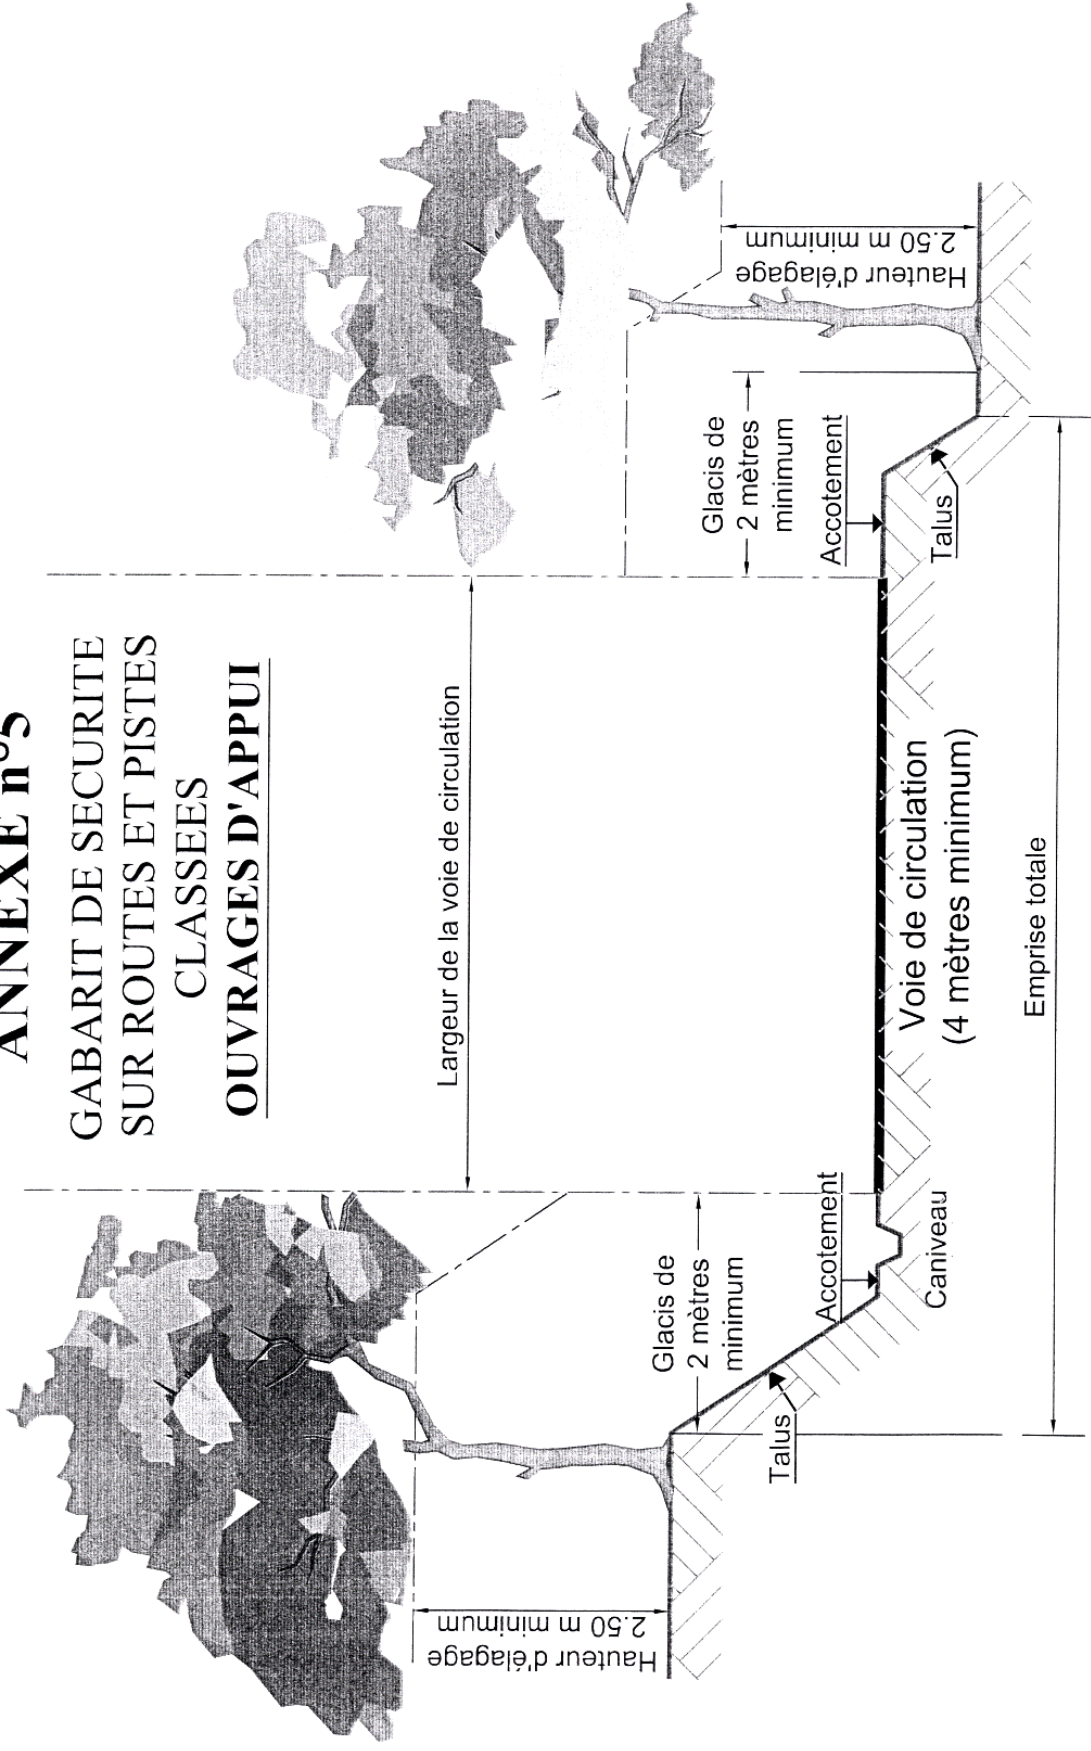 ANNEXE n°5
GABARIT DE SECURITE
SUR ROUTES ET PISTES
CLASSEES
OUVRAGES D'APPUI
Largeur de la voie de circulation
Hauteur d'élagage
2.50 m minimum
Glacis de
2 mètres
minimum
Talus
Accotement
Caniveau
Voie de circulation
(4 mètres minimum)
Emprise totale
Glacis de
2 mètres
minimum
Accotement
Talus
Hauteur d'élagage
2.50 m minimum